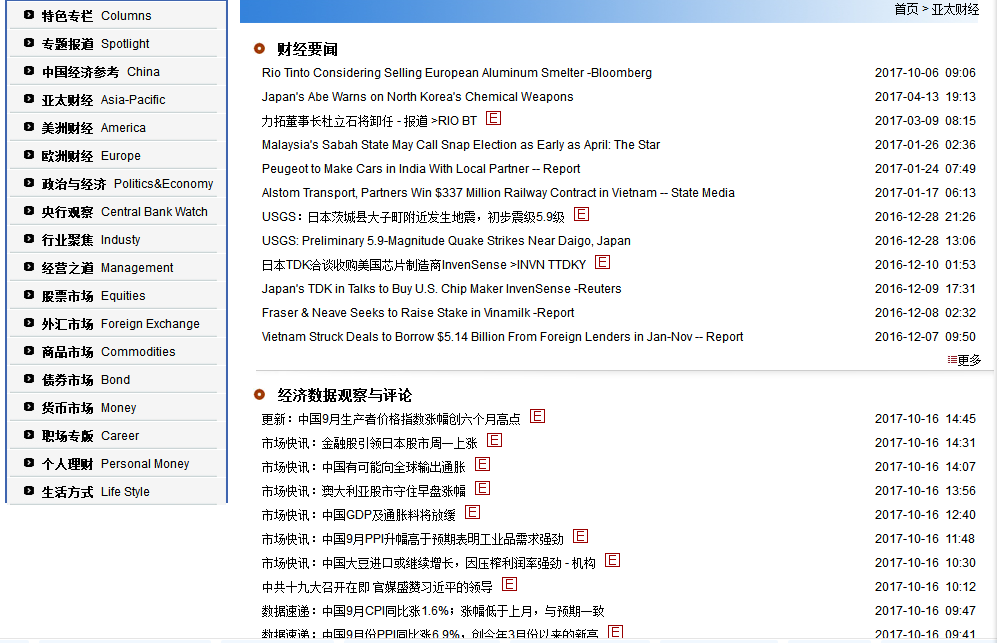 首页 > 亚太财经
特色专栏 Columns
专题报道 Spotlight
中国经济参考 China
亚太财经 Asia-Pacific
美洲财经 America
欧洲财经 Europe
政治与经济 Politics&Economy
央行观察 Central Bank Watch
行业聚焦 Industy
经营之道 Management
股票市场 Equities
外汇市场 Foreign Exchange
商品市场 Commodities
债券市场 Bond
货币市场 Money
职场专版 Career
个人理财 Personal Money
生活方式 Life Style
财经要闻
Rio Tinto Considering Selling European Aluminum Smelter -Bloomberg 2017-10-06 09:06
Japan's Abe Warns on North Korea's Chemical Weapons 2017-04-13 19:13
力拓董事长杜立石将卸任 - 报道 >RIO BT E 2017-03-09 08:15
Malaysia's Sabah State May Call Snap Election as Early as April: The Star 2017-01-26 02:36
Peugeot to Make Cars in India With Local Partner -- Report 2017-01-24 07:49
Alstom Transport, Partners Win $337 Million Railway Contract in Vietnam -- State Media 2017-01-17 06:13
USGS：日本茨城县大子町附近发生地震，初步震级5.9级 E 2016-12-28 21:26
USGS: Preliminary 5.9-Magnitude Quake Strikes Near Daigo, Japan 2016-12-28 13:06
日本TDK洽谈收购美国芯片制造商InvenSense >INVN TTDKY E 2016-12-10 01:53
Japan's TDK in Talks to Buy U.S. Chip Maker InvenSense -Reuters 2016-12-09 17:31
Fraser & Neave Seeks to Raise Stake in Vinamilk -Report 2016-12-08 02:32
Vietnam Struck Deals to Borrow $5.14 Billion From Foreign Lenders in Jan-Nov -- Report 2016-12-07 09:50
更多
经济数据观察与评论
更新：中国9月生产者价格指数涨幅创六个月高点 E 2017-10-16 14:45
市场快讯：金融股引领日本股市周一上涨 E 2017-10-16 14:31
市场快讯：中国有可能向全球输出通胀 E 2017-10-16 14:07
市场快讯：澳大利亚股市守住早盘涨幅 E 2017-10-16 13:56
市场快讯：中国GDP及通胀料将放缓 E 2017-10-16 12:40
市场快讯：中国9月PPI升幅高于预期表明工业品需求强劲 E 2017-10-16 11:48
市场快讯：中国大豆进口或继续增长，因压榨利润率强劲 - 机构 E 2017-10-16 10:30
中共十九大召开在即 官媒盛赞习近平的领导 E 2017-10-16 10:12
数据速递：中国9月CPI同比涨1.6%；涨幅低于上月，与预期一致 2017-10-16 09:47
数据速递：中国9月份PPI同比涨6.9%，创今年3月份以来的新高 E 2017-10-16 09:41